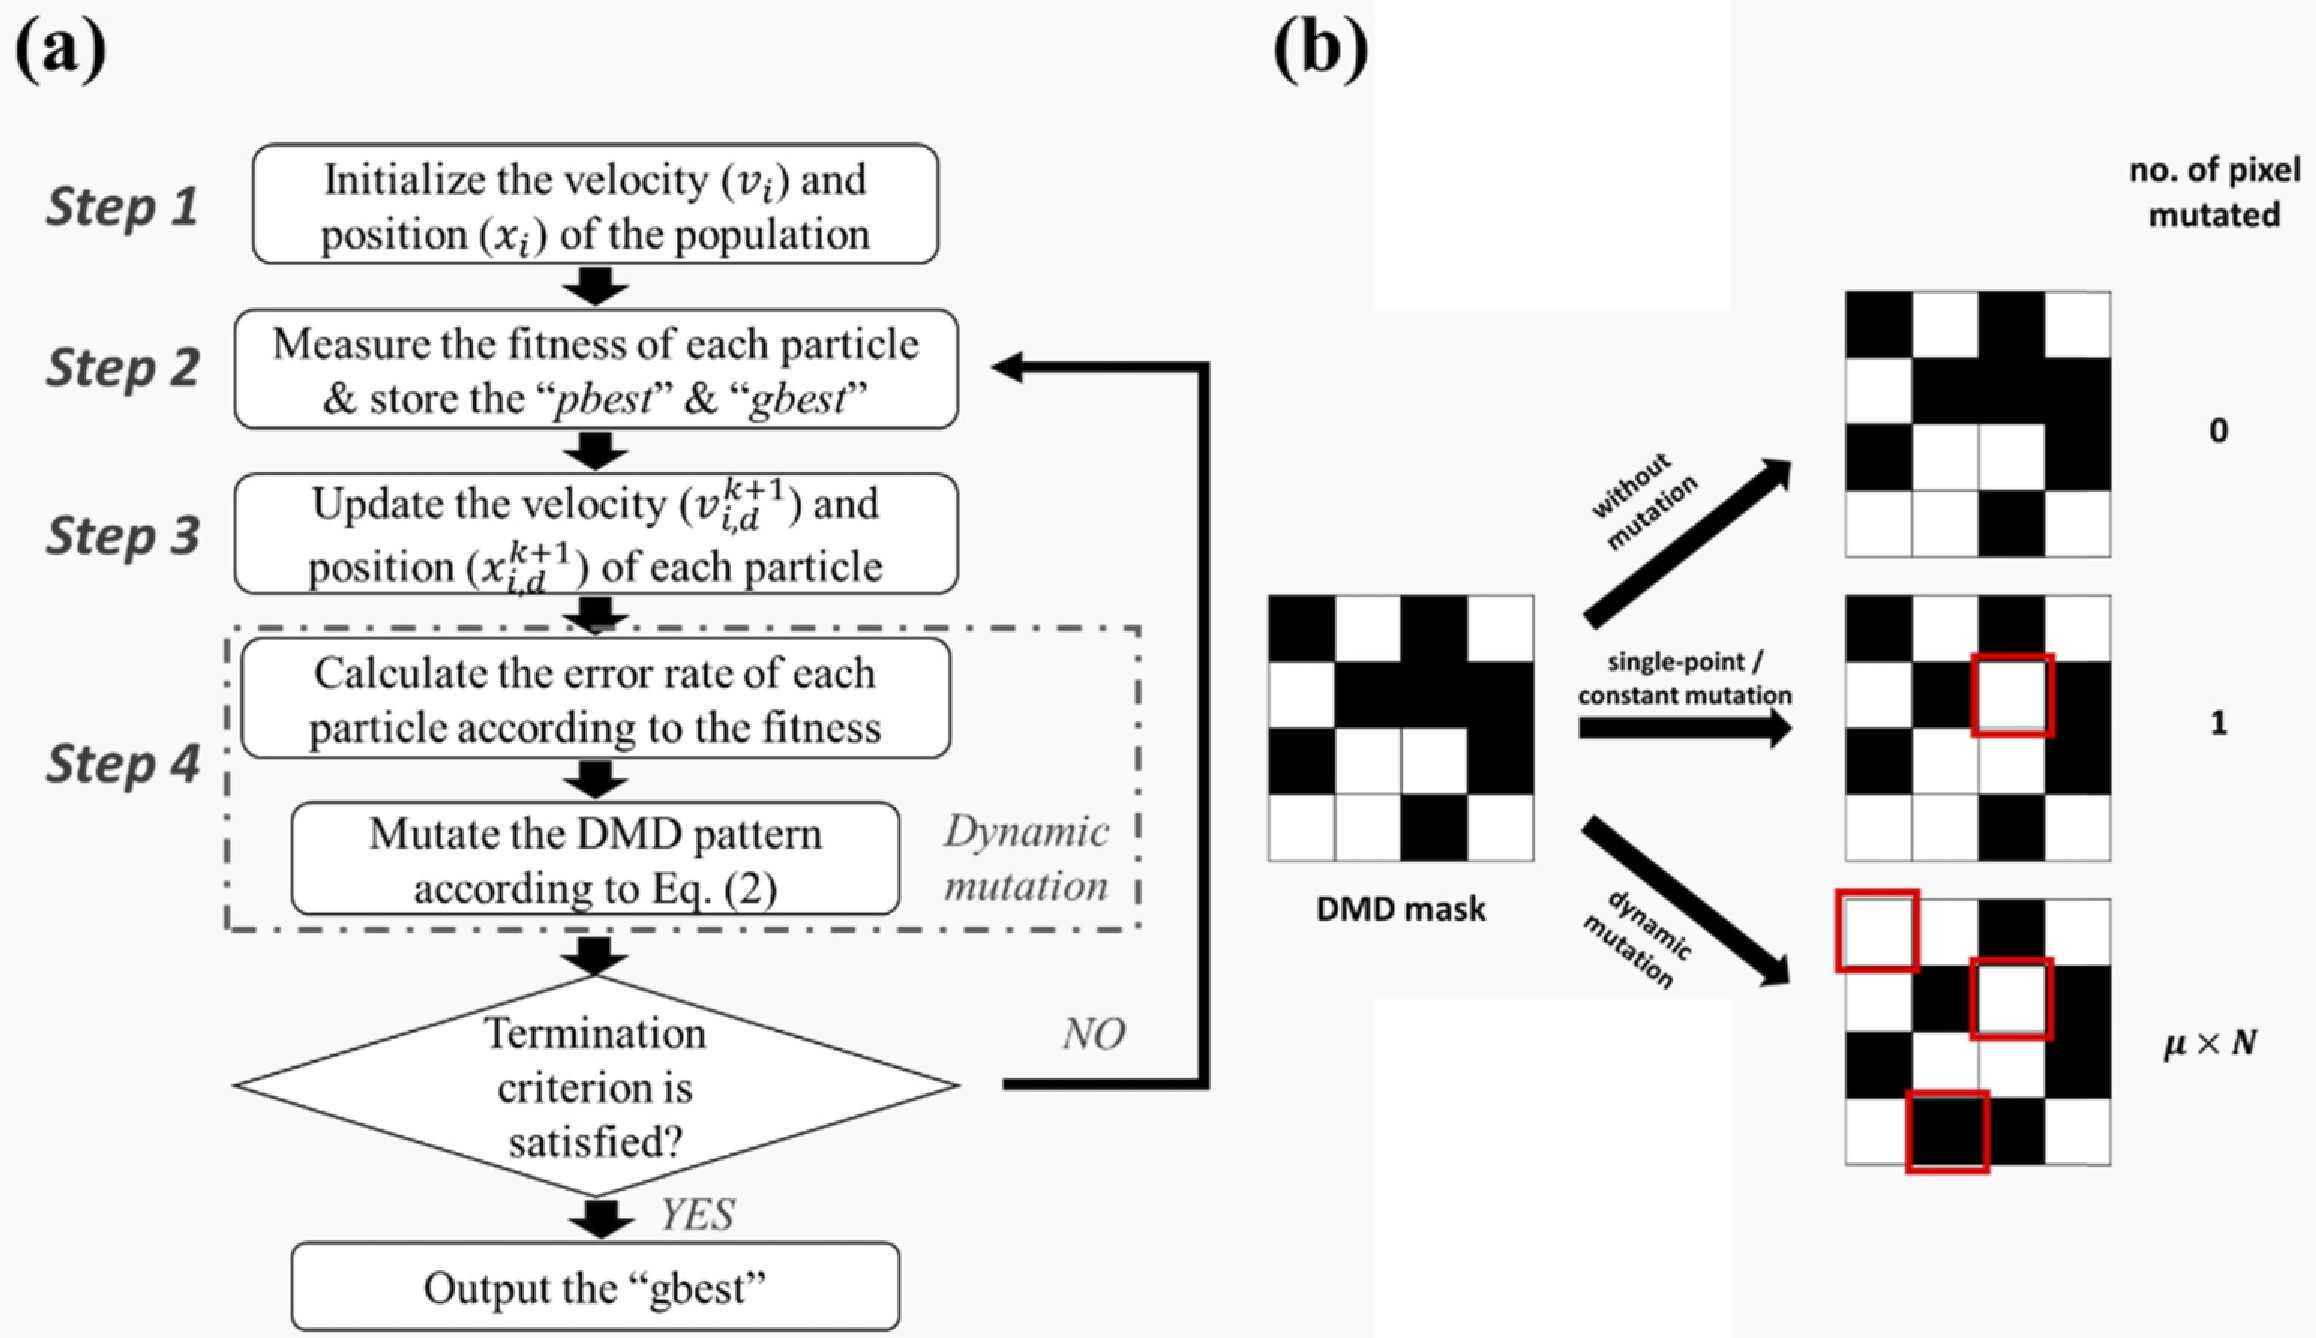 (a)
Step 1
Initialize the velocity (v_i) and
position (x_i) of the population
Step 2
Measure the fitness of each particle
& store the “pbest” & “gbest”
Step 3
Update the velocity (v_{i,d}^{k+1}) and
position (x_{i,d}^{k+1}) of each particle
Step 4
Calculate the error rate of each
particle according to the fitness
Mutate the DMD pattern
according to Eq. (2)
Dynamic
mutation
Termination
criterion is
satisfied?
NO
YES
Output the “gbest”
(b)
no. of pixel
mutated
without
mutation
0
single-point /
constant mutation
1
DMD mask
dynamic
mutation
μ × N